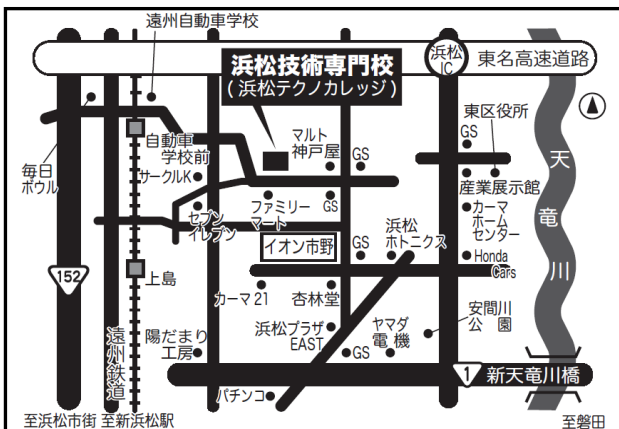 遠州自動車学校
浜松
IC
東名高速道路
浜松技術専門校
(浜松テクノカレッジ)
東区役所
GS
自動車
学校前
マルト
神戸屋
GS
毎日
ボウル
サークルK
産業展示館
天竜川
セブン
イレブン
ファミリー
マート
GS
カーマ
ホーム
センター
浜松
ホトニクス
イオン市野
GS
Honda
Cars
152
上島
カーマ21
杏林堂
安間川
公園
遠州鉄道
陽だまり
工房
浜松プラザ
EAST
ヤマダ
電機
GS
1
新天竜川橋
パチンコ
至浜松市街
至新浜松駅
至磐田